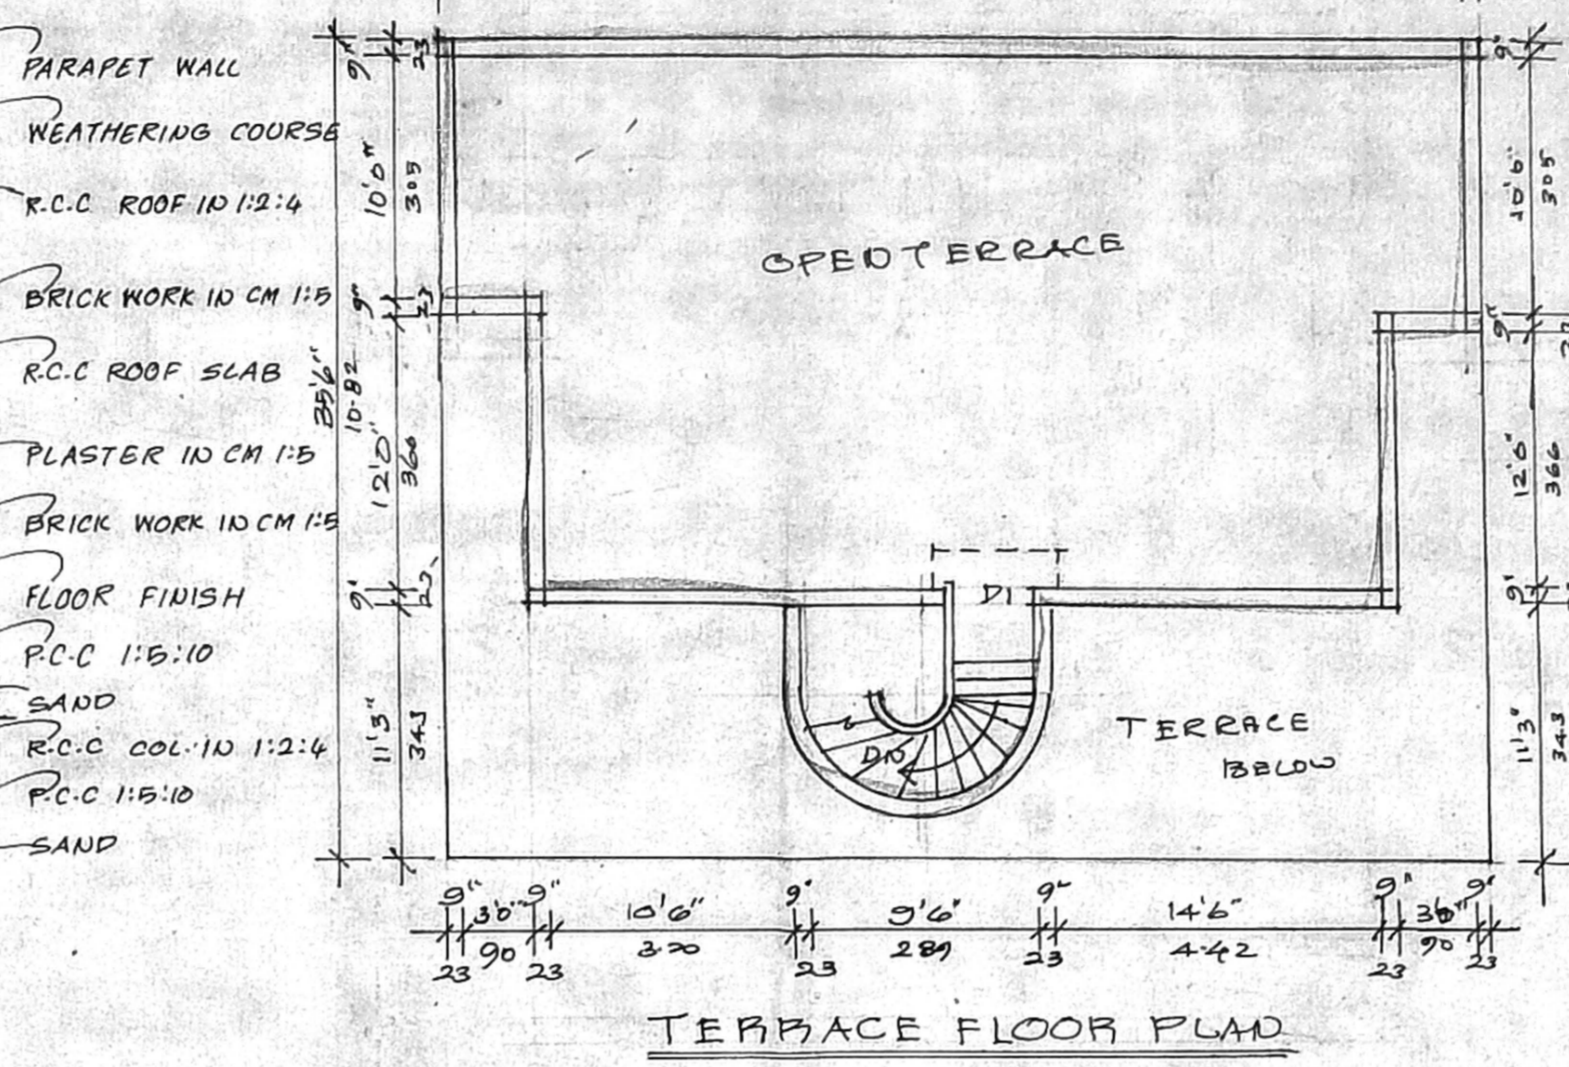 PARAPET WALL
WEATHERING COURSE
R.C.C ROOF IN 1:2:4
BRICK WORK IN CM 1:5
R.C.C ROOF SLAB
PLASTER IN CM 1:5
BRICK WORK IN CM 1:5
FLOOR FINISH
P.C.C 1:5:10
SAND
R.C.C COL. IN 1:2:4
P.C.C 1:5:10
SAND
35'6"
10.82
9"
23
10'0"
305
9"
23
12'0"
366
9"
23
11'3"
343
OPEN TERRACE
D1
DN
TERRACE
BELOW
9"
10'0"
305
9"
12'0"
366
9"
11'3"
343
9" 3'0" 9" 10'6" 9" 9'6" 9" 14'6" 9" 3'0" 9"
23 90 23 320 23 289 23 4.42 23 90 23
TERRACE FLOOR PLAN